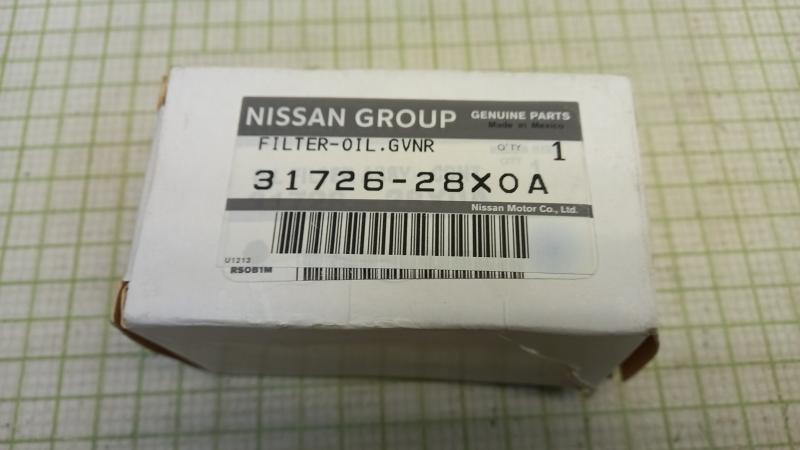 NISSAN GROUP GENUINE PARTS
Made in Mexico
FILTER-OIL.GVNR Q'TY 1
31726-28X0A
Nissan Motor Co., Ltd.
U1213
RSOB1M